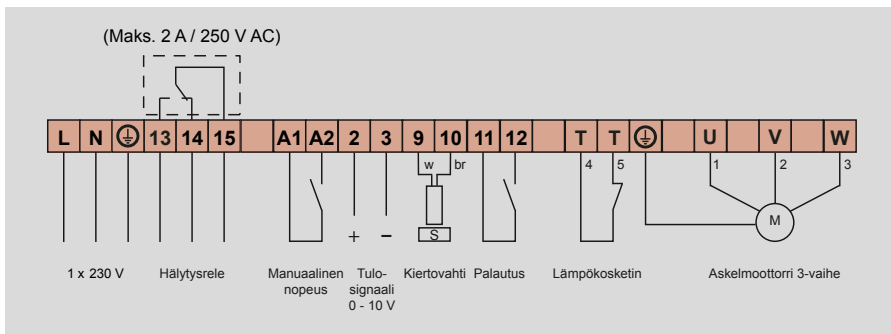 (Maks. 2 A / 250 V AC)
L N 13 14 15 A1 A2 2 3 9 10 11 12 T T U V W
w br 4 5 1 2 3
+ − S M
1 x 230 V Hälytysrele Manuaalinen Tulo- Kiertovahti Palautus Lämpökosketin Askelmoottorri 3-vaihe
nopeus signaali
0 - 10 V